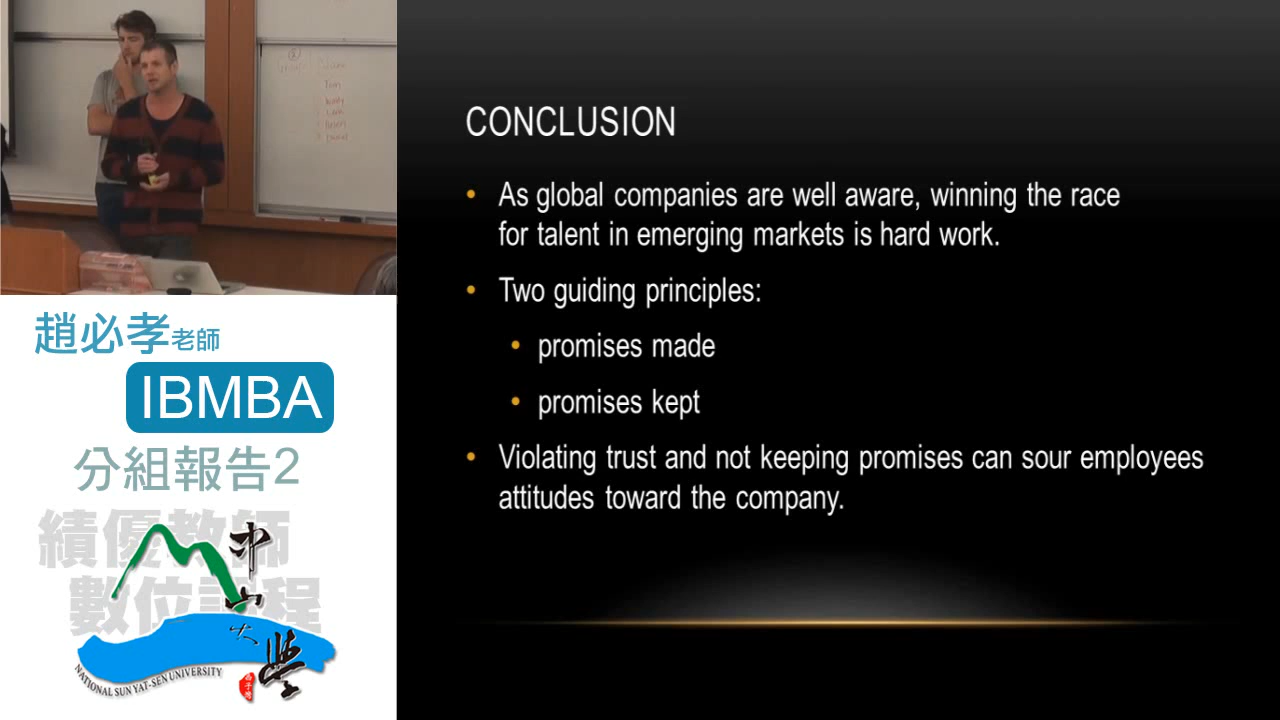 CONCLUSION
• As global companies are well aware, winning the race
for talent in emerging markets is hard work.
• Two guiding principles:
• promises made
• promises kept
• Violating trust and not keeping promises can sour employees
attitudes toward the company.
趙必孝老師
IBMBA
分組報告2
績優教師
數位課程
中山大學
NATIONAL SUN YAT-SEN UNIVERSITY